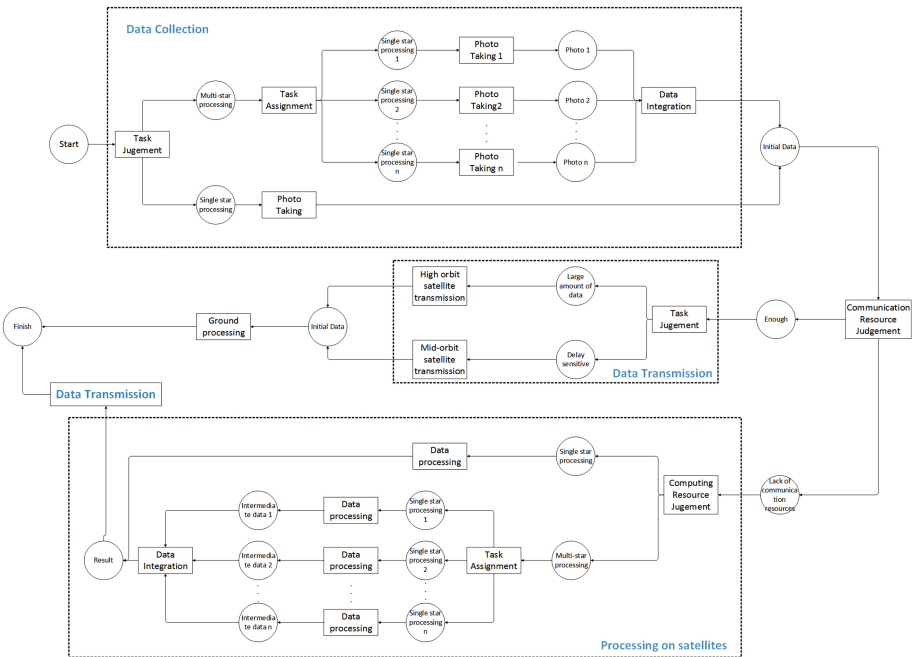 Data Collection
Single star
processing
1
Photo
Taking 1
Photo 1
Multi-star
processing
Task
Assignment
Single star
processing
2
Photo
Taking2
Photo 2
Data
Integration
Start
Task
Jugement
Initial Data
Single star
processing
n
Photo
Taking n
Photo n
Single star
processing
Photo
Taking
High orbit
satellite
transmission
Large
amount of
data
Finish
Ground
processing
Initial Data
Task
Jugement
Enough
Communication
Resource
Judgement
Mid-orbit
satellite
transmission
Delay
sensitive
Data Transmission
Data Transmission
Data
processing
Single star
processing
Computing
Resource
Jugement
Lack of
communica
tion
resources
Intermedia
te data 1
Data
processing
Single star
processing
1
Result
Data
Integration
Intermedia
te data 2
Data
processing
Single star
processing
2
Task
Assignment
Multi-star
processing
Intermedia
te data n
Data
processing
Single star
processing
n
Processing on satellites